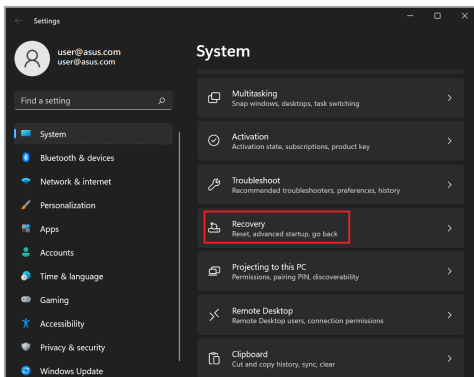 Settings
user@asus.com
user@asus.com
Find a setting
System
Bluetooth & devices
Network & internet
Personalization
Apps
Accounts
Time & language
Gaming
Accessibility
Privacy & security
Windows Update
System
Multitasking
Snap windows, desktops, task switching
Activation
Activation state, subscriptions, product key
Troubleshoot
Recommended troubleshooters, preferences, history
Recovery
Reset, advanced startup, go back
Projecting to this PC
Permissions, pairing PIN, discoverability
Remote Desktop
Remote Desktop users, connection permissions
Clipboard
Cut and copy history, sync, clear